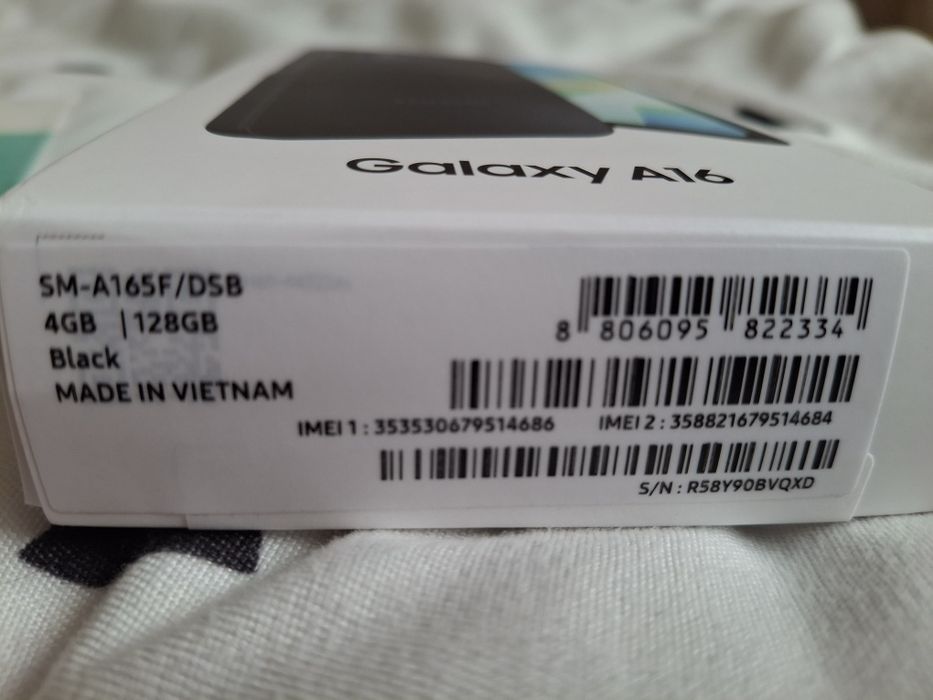 Galaxy A16
SM-A165F/DSB
4GB | 128GB
Black
MADE IN VIETNAM
8 806095 822334
IMEI 1 : 353530679514686 IMEI 2 : 358821679514684
S/N : R58Y90BVQXD